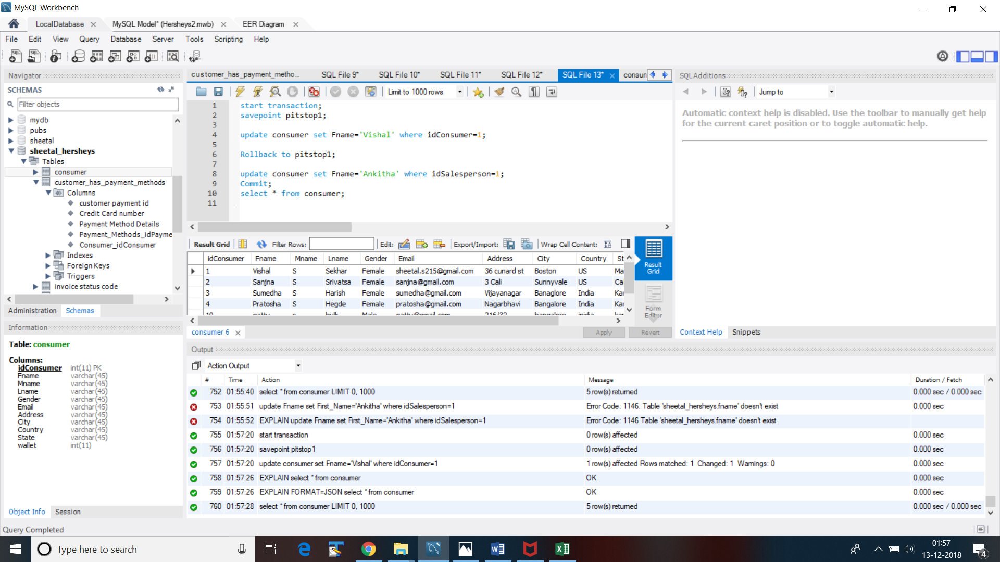 MySQL Workbench
LocalDatabase
MySQL Model* (Hersheys2.mwb)
EER Diagram
File Edit View Query Database Server Tools Scripting Help
Navigator
SCHEMAS
Filter objects
mydb
pubs
sheetal
sheetal_hersheys
Tables
consumer
customer_has_payment_methods
Columns
customer payment id
Credit Card number
Payment Method Details
Payment_Methods_idPayme
Consumer_idConsumer
Indexes
Foreign Keys
Triggers
invoice status code
Administration Schemas
Information
Table: consumer
Columns:
idConsumer int(11) PK
Fname varchar(45)
Mname varchar(45)
Lname varchar(45)
Gender varchar(45)
Email varchar(45)
Address varchar(45)
City varchar(45)
Country varchar(45)
State varchar(45)
wallet int(11)
Object Info Session
Query Completed
customer_has_payment_metho... SQL File 9* SQL File 10* SQL File 11* SQL File 12* SQL File 13* consum
Limit to 1000 rows
1 start transaction;
2 savepoint pitstop1;
3
4 update consumer set Fname='Vishal' where idConsumer=1;
5
6 Rollback to pitstop1;
7
8 update consumer set Fname='Ankitha' where idSalesperson=1;
9 Commit;
10 select * from consumer;
11
Result Grid Filter Rows: Edit: Export/Import: Wrap Cell Content:
idConsumer Fname Mname Lname Gender Email Address City Country St
1 Vishal S Sekhar Female sheetal.s215@gmail.com 36 cunard st Boston US Ma
2 Sanjna S Srivatsa Female sanjna@gmail.com 3 Cali Sunnyvale US Ca
3 Sumedha S Harish Female sumedha@gmail.com Vijayanagar Banaglore India Kar
4 Pratosha S Hegde Female pratosha@gmail.com Nagarbhavi Bangalore India Kar
Result Grid
Form Editor
consumer 6
Apply Revert
SQLAdditions
Jump to
Automatic context help is disabled. Use the toolbar to manually get help
for the current caret position or to toggle automatic help.
Context Help Snippets
Output
Action Output
# Time Action Message Duration / Fetch
752 01:55:40 select * from consumer LIMIT 0, 1000 5 row(s) returned 0.000 sec / 0.000 sec
753 01:55:51 update Fname set First_Name='Ankitha' where idSalesperson=1 Error Code: 1146. Table 'sheetal_hersheys.fname' doesn't exist 0.000 sec
754 01:55:52 EXPLAIN update Fname set First_Name='Ankitha' where idSalesperson=1 Error Code: 1146 Table 'sheetal_hersheys.fname' doesn't exist
755 01:57:20 start transaction 0 row(s) affected 0.000 sec
756 01:57:20 savepoint pitstop1 0 row(s) affected 0.000 sec
757 01:57:20 update consumer set Fname='Vishal' where idConsumer=1 1 row(s) affected Rows matched: 1 Changed: 1 Warnings: 0 0.000 sec
758 01:57:26 EXPLAIN select * from consumer OK 0.000 sec
759 01:57:26 EXPLAIN FORMAT=JSON select * from consumer OK 0.000 sec
760 01:57:28 select * from consumer LIMIT 0, 1000 5 row(s) returned 0.000 sec / 0.000 sec
Type here to search
01:57
13-12-2018
4